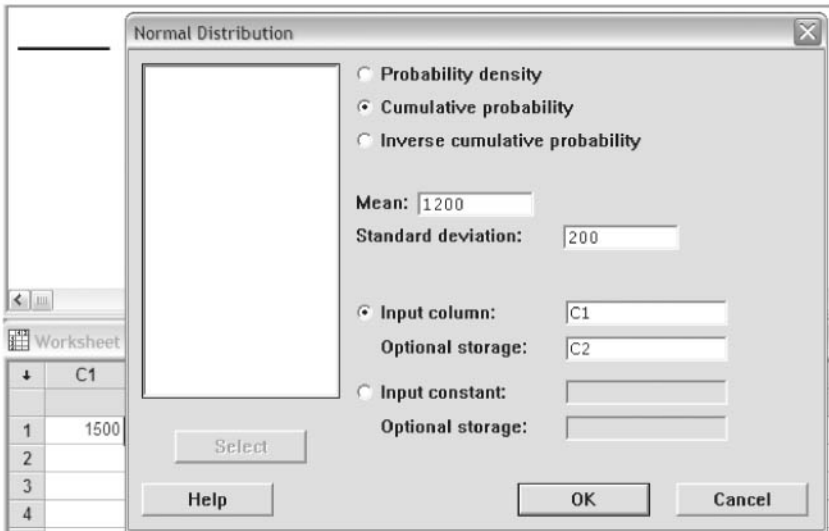 Normal Distribution
Probability density
Cumulative probability
Inverse cumulative probability
Mean: 1200
Standard deviation: 200
Input column: C1
Optional storage: C2
Input constant:
Optional storage:
Select
Help
OK
Cancel
Worksheet
C1
1 1500
2
3
4